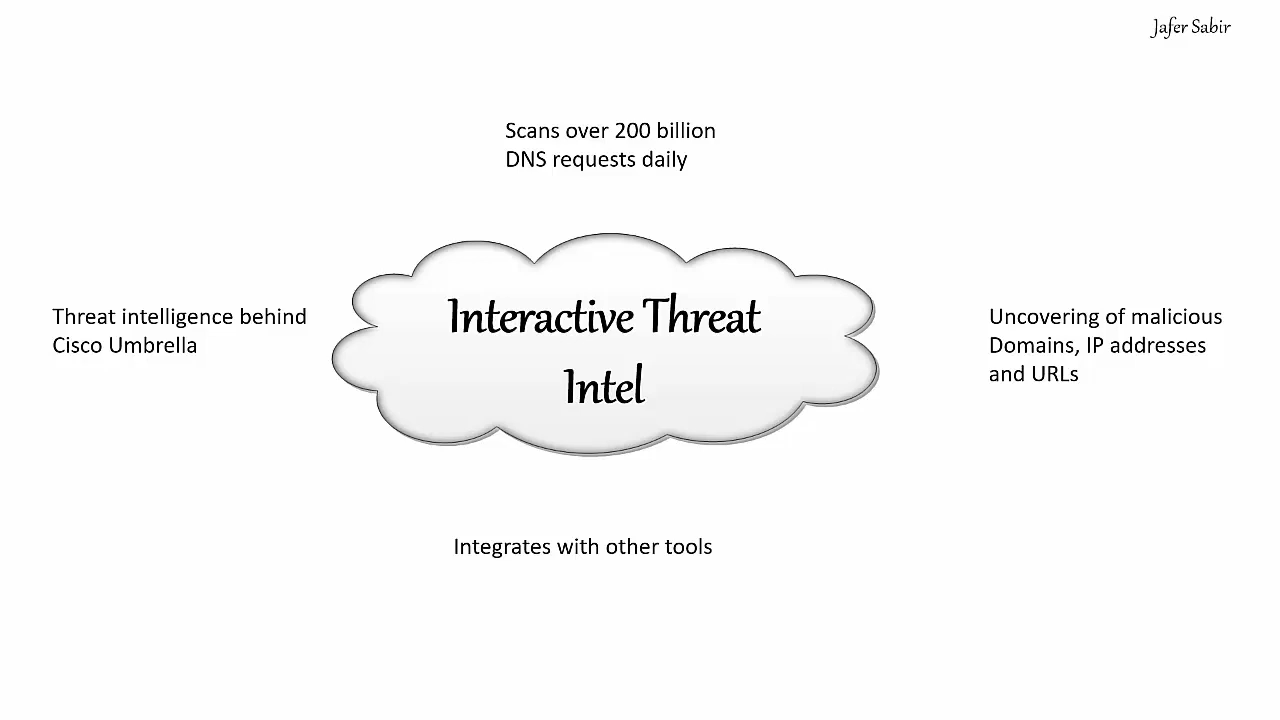 Jafer Sabir
Scans over 200 billion
DNS requests daily
Interactive Threat
Intel
Threat intelligence behind
Cisco Umbrella
Uncovering of malicious
Domains, IP addresses
and URLs
Integrates with other tools